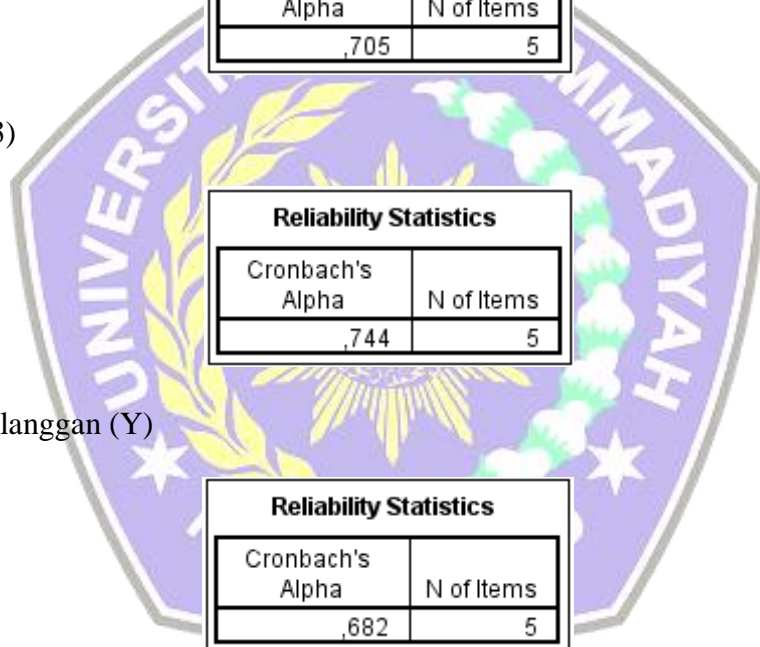 Alpha N of Items
,705 5
3)
Reliability Statistics
Cronbach's
Alpha N of Items
,744 5
langgan (Y)
Reliability Statistics
Cronbach's
Alpha N of Items
,682 5